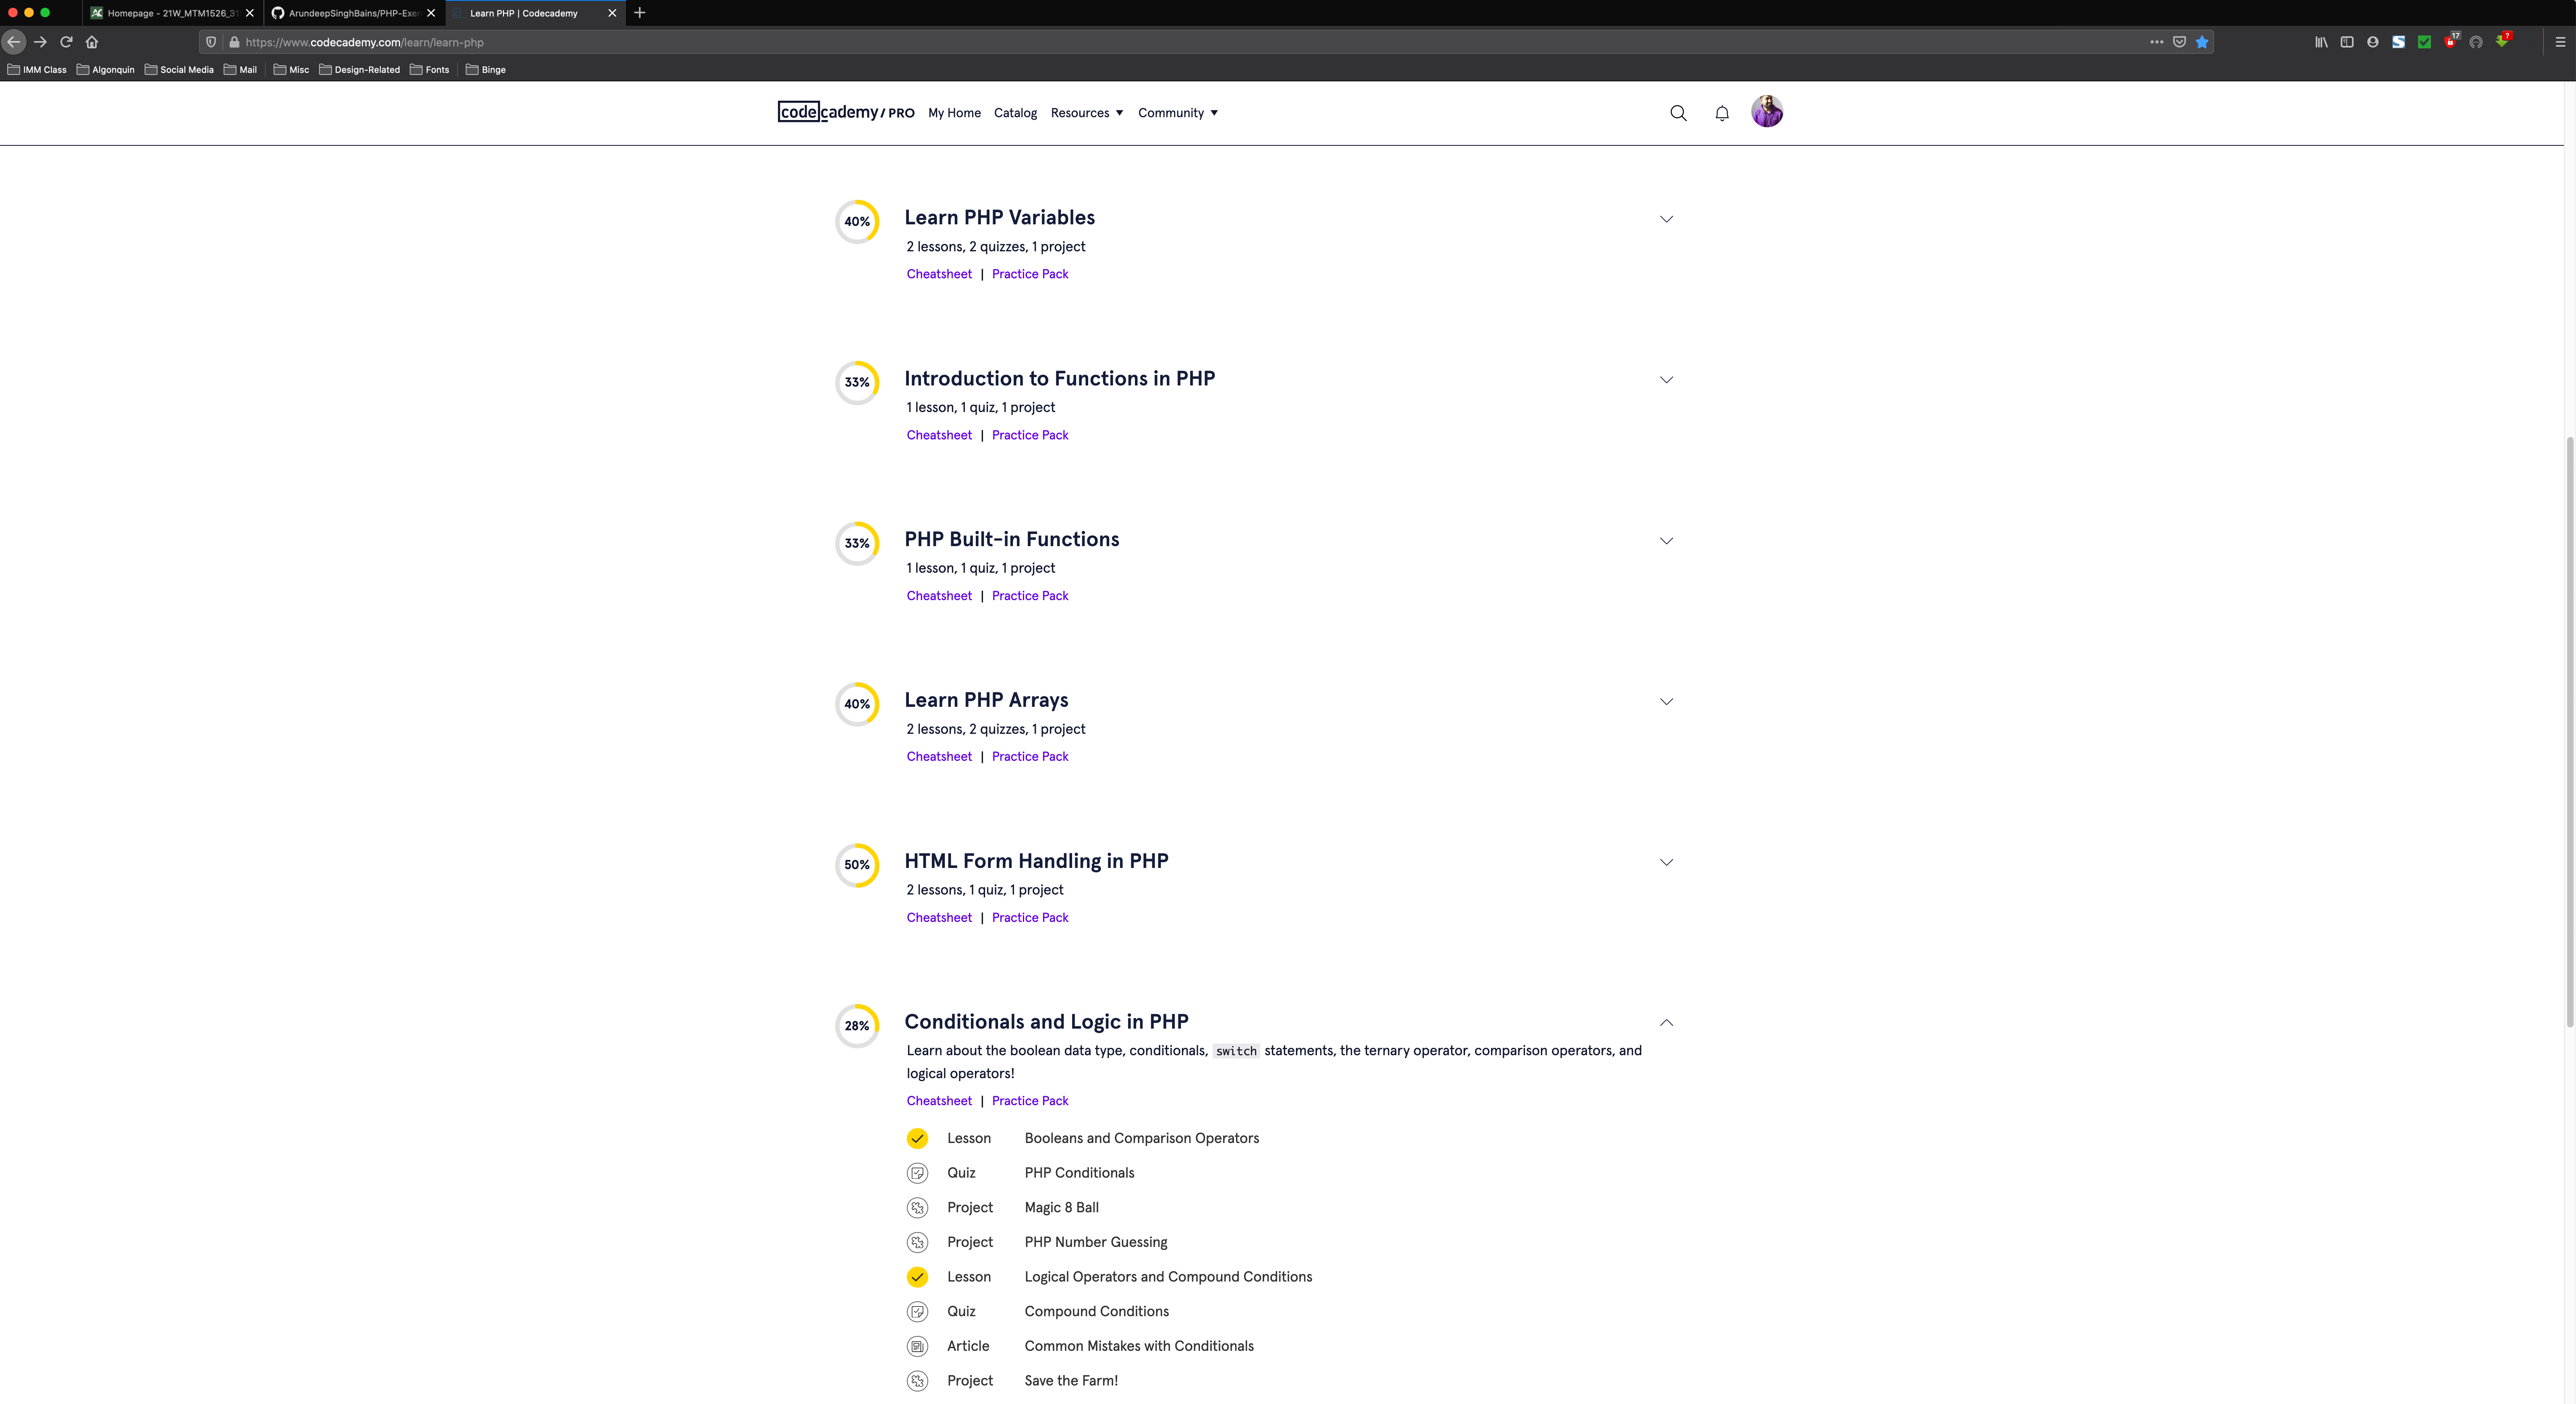 Homepage - 21W_MTM1526_31
ArundeepSinghBains/PHP-Exer
Learn PHP | Codecademy
https://www.codecademy.com/learn/learn-php
17
?
IMM Class
Algonquin
Social Media
Mail
Misc
Design-Related
Fonts
Binge
codecademy / PRO
My Home
Catalog
Resources
Community
40%
Learn PHP Variables
2 lessons, 2 quizzes, 1 project
Cheatsheet | Practice Pack
33%
Introduction to Functions in PHP
1 lesson, 1 quiz, 1 project
Cheatsheet | Practice Pack
33%
PHP Built-in Functions
1 lesson, 1 quiz, 1 project
Cheatsheet | Practice Pack
40%
Learn PHP Arrays
2 lessons, 2 quizzes, 1 project
Cheatsheet | Practice Pack
50%
HTML Form Handling in PHP
2 lessons, 1 quiz, 1 project
Cheatsheet | Practice Pack
28%
Conditionals and Logic in PHP
Learn about the boolean data type, conditionals, switch statements, the ternary operator, comparison operators, and
logical operators!
Cheatsheet | Practice Pack
Lesson Booleans and Comparison Operators
Quiz PHP Conditionals
Project Magic 8 Ball
Project PHP Number Guessing
Lesson Logical Operators and Compound Conditions
Quiz Compound Conditions
Article Common Mistakes with Conditionals
Project Save the Farm!